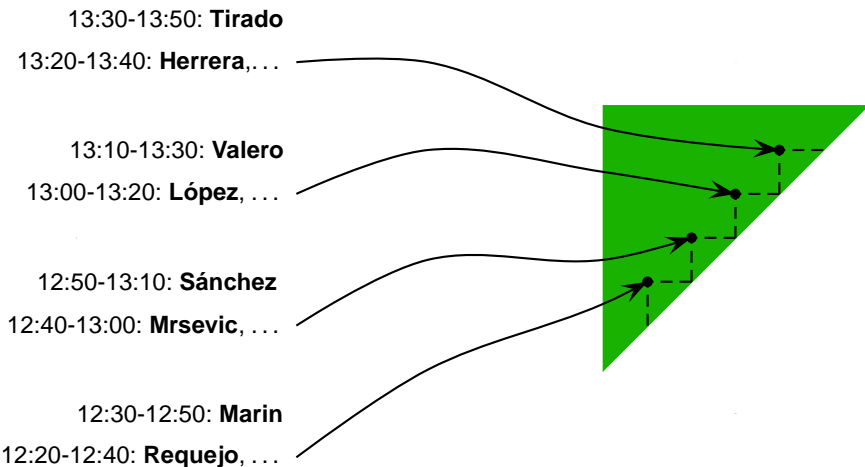 13:30-13:50: Tirado
13:20-13:40: Herrera,...
13:10-13:30: Valero
13:00-13:20: López, ...
12:50-13:10: Sánchez
12:40-13:00: Mrsevic, ...
12:30-12:50: Marin
12:20-12:40: Requejo, ...